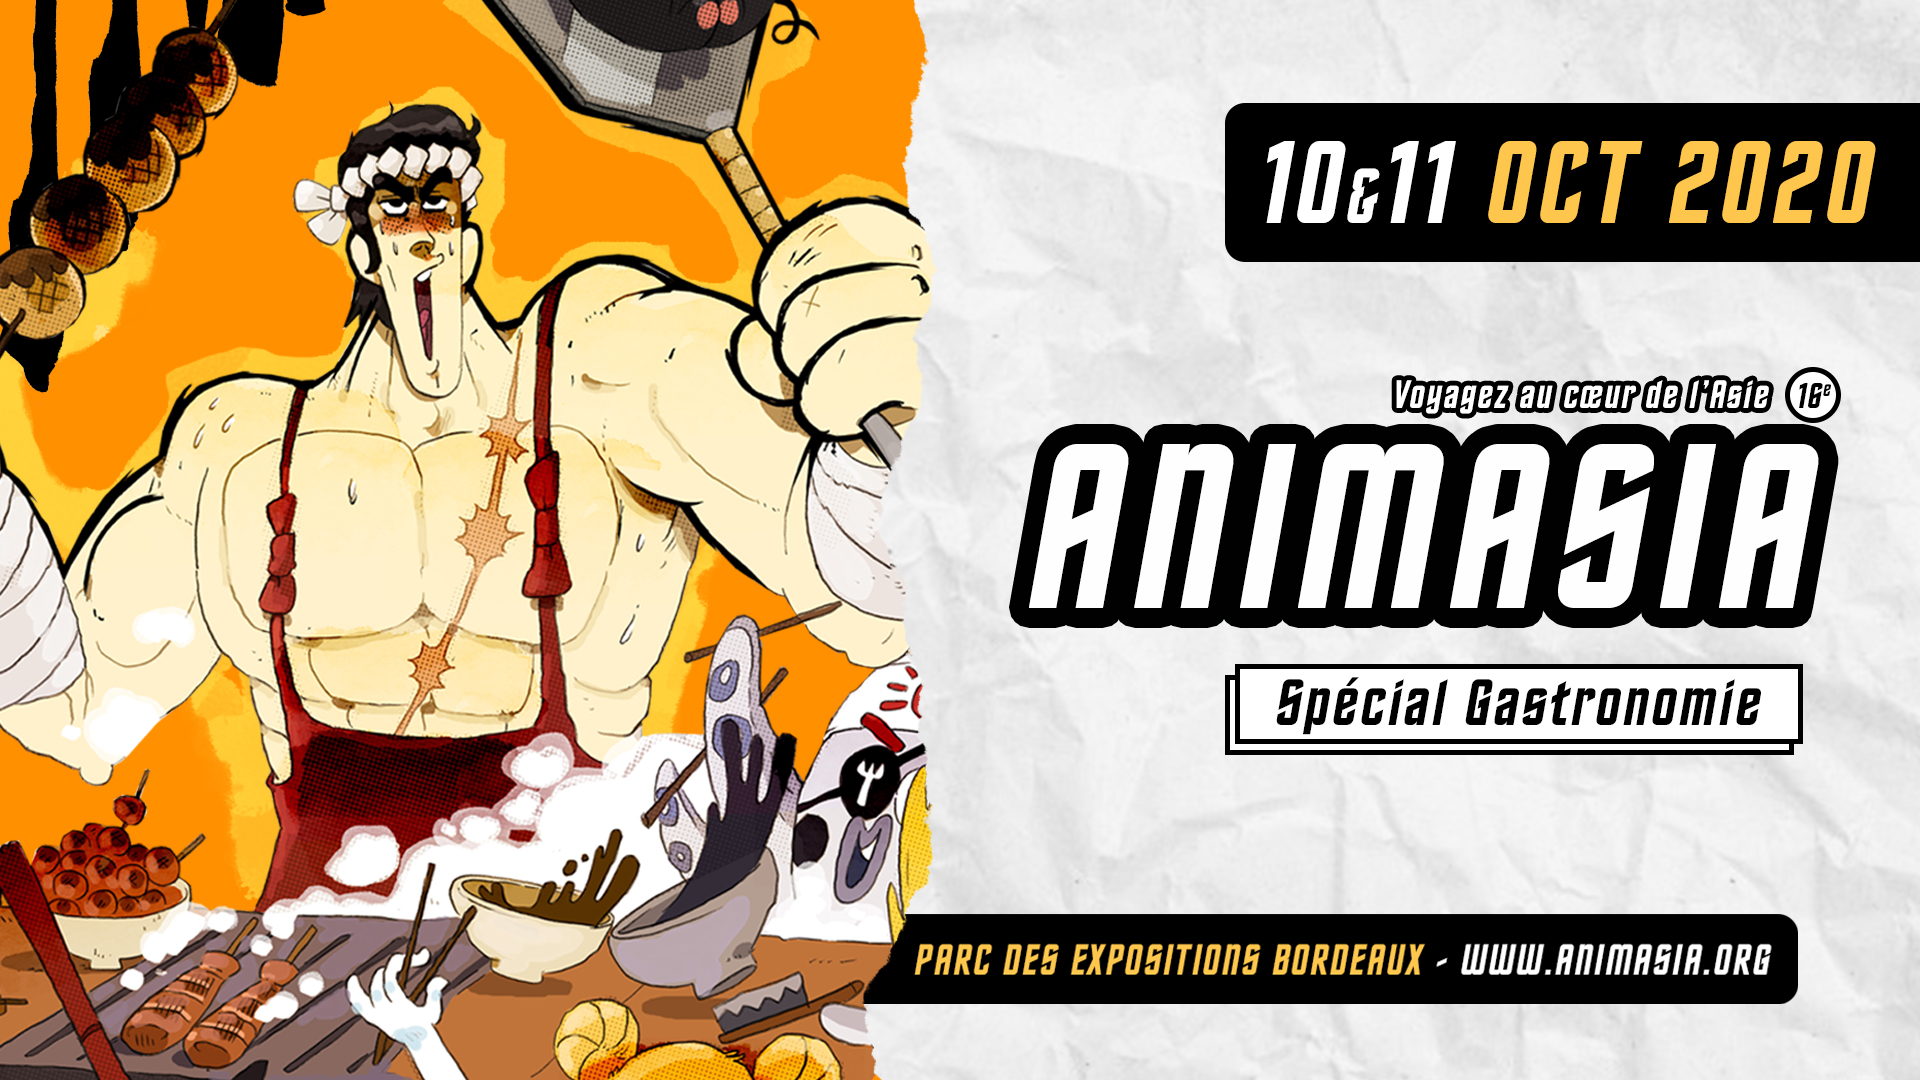 10&11 OCT 2020
Voyagez au cœur de l'Asie 16e
ANIMASIA
Spécial Gastronomie
PARC DES EXPOSITIONS BORDEAUX - WWW.ANIMASIA.ORG